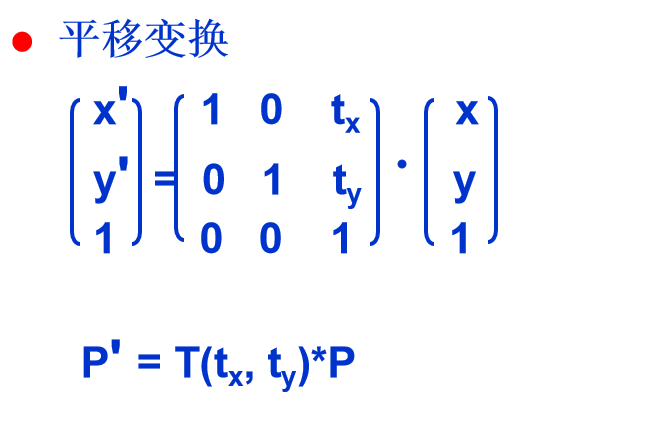 ● 平移变换
x' 1 0 tx x
y' = 0 1 ty · y
1 0 0 1 1
P' = T(tx, ty)*P